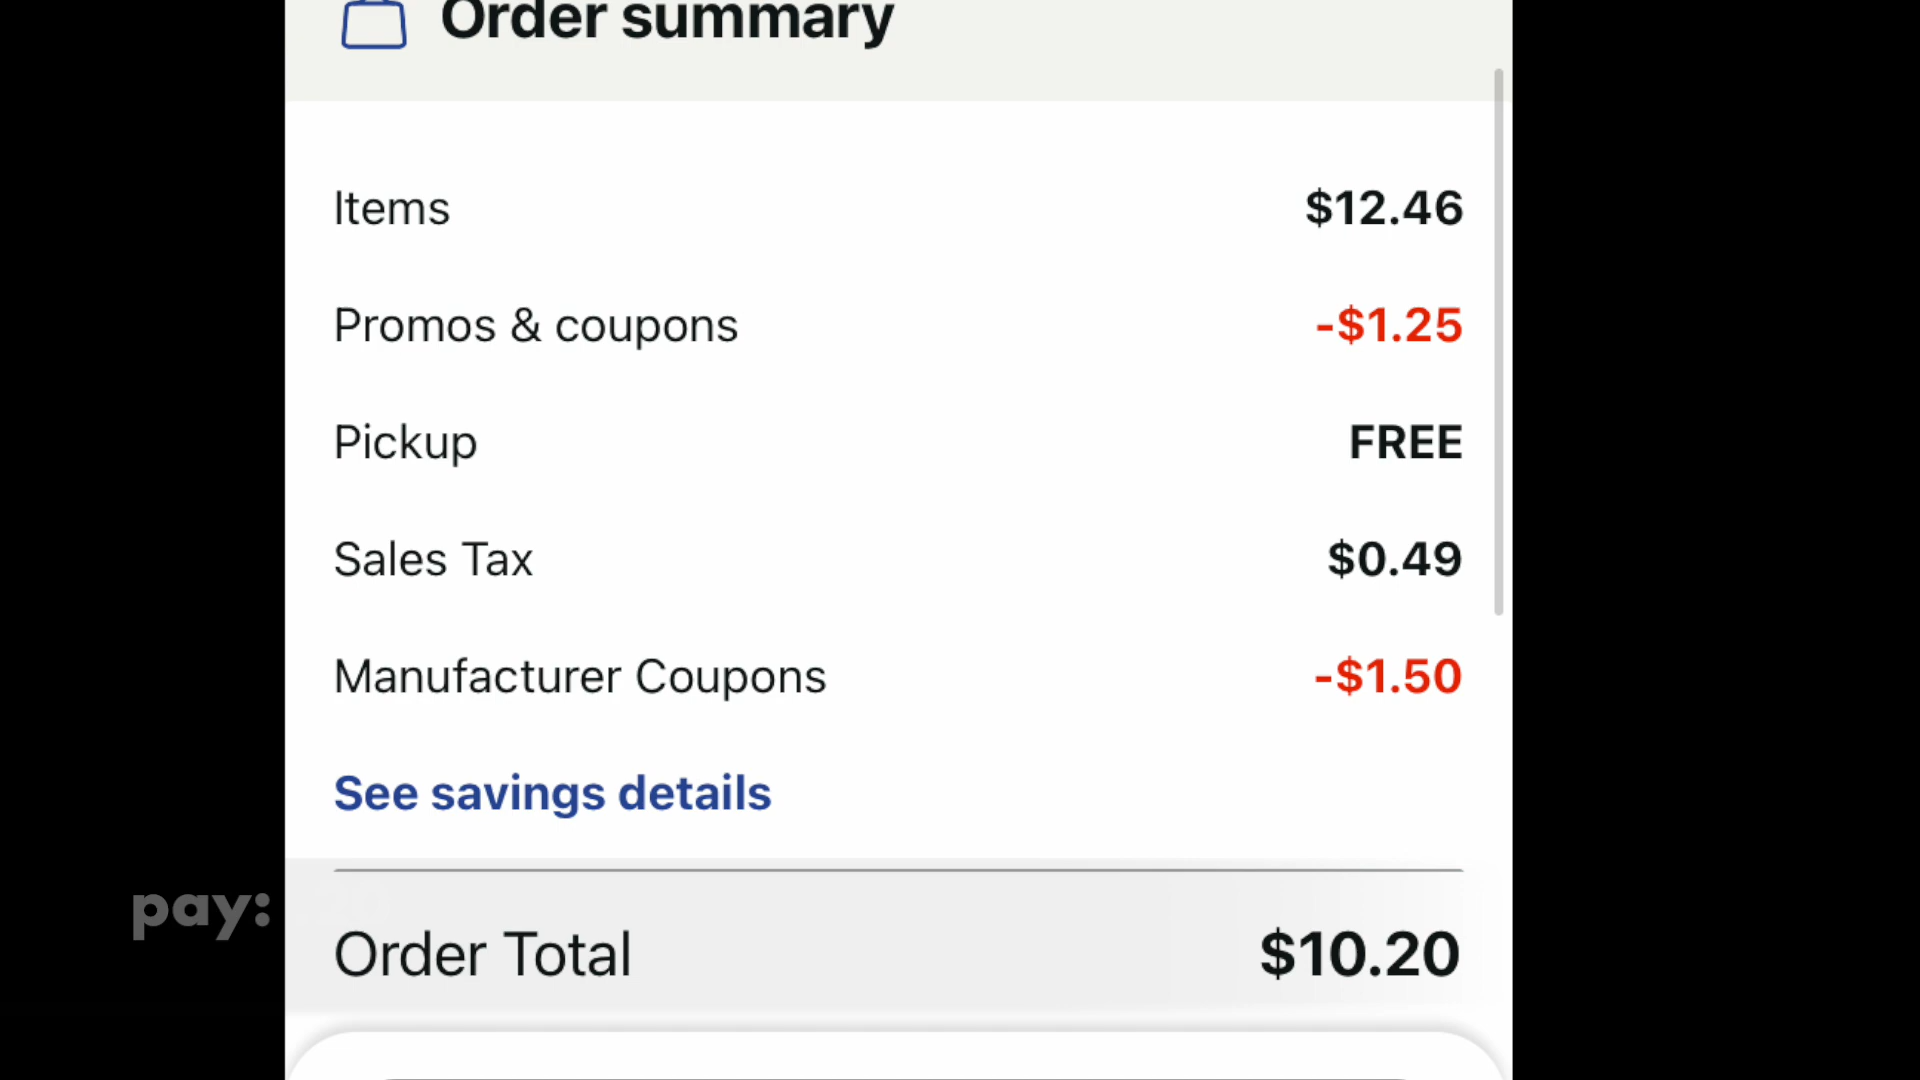 Order summary
Items $12.46
Promos & coupons -$1.25
Pickup FREE
Sales Tax $0.49
Manufacturer Coupons -$1.50
See savings details
pay:
Order Total $10.20